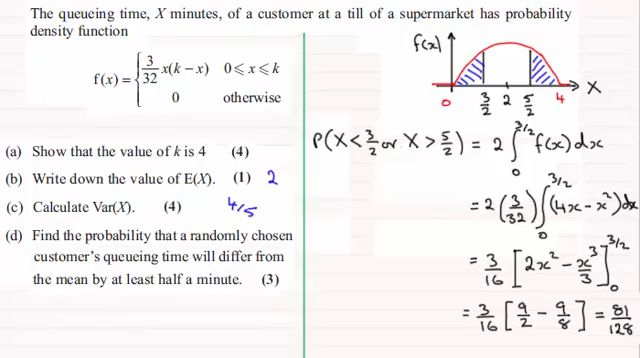 The queueing time, X minutes, of a customer at a till of a supermarket has probability
density function
f(x) = { 3/32 x(k − x)   0 ⩽ x ⩽ k
0   otherwise
(a) Show that the value of k is 4 (4)
(b) Write down the value of E(X). (1) 2
(c) Calculate Var(X). (4) 4/5
(d) Find the probability that a randomly chosen
customer's queueing time will differ from
the mean by at least half a minute. (3)
f(x)
0 3/2 2 5/2 4 X
P(X < 3/2 or X > 5/2) = 2 ∫₀^{3/2} f(x) dx
= 2 (3/32) ∫₀^{3/2} (4x − x²) dx
= 3/16 [2x² − x³/3]₀^{3/2}
= 3/16 [9/2 − 9/8] = 81/128